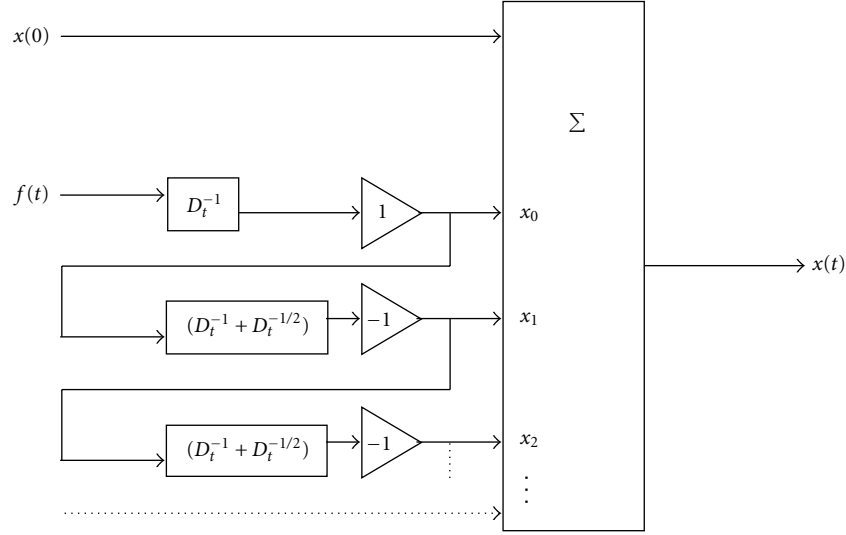 x(0)
∑
f(t)
D_t^{-1}
1
x_0
x(t)
(D_t^{-1} + D_t^{-1/2})
−1
x_1
(D_t^{-1} + D_t^{-1/2})
−1
x_2
⋮